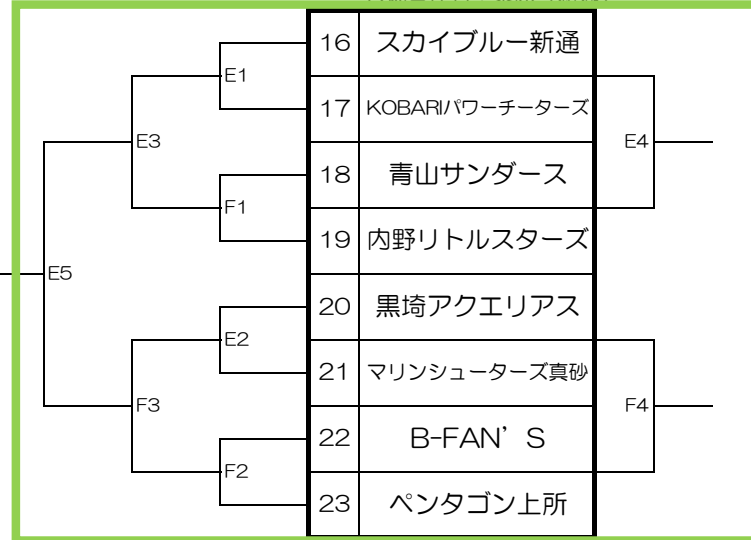 16 スカイブルー新通
E1
17 KOBARIパワーチーターズ
E3
E4
18 青山サンダース
F1
19 内野リトルスターズ
E5
20 黒埼アクエリアス
E2
21 マリンシューターズ真砂
F3
F4
22 B-FAN'S
F2
23 ペンタゴン上所